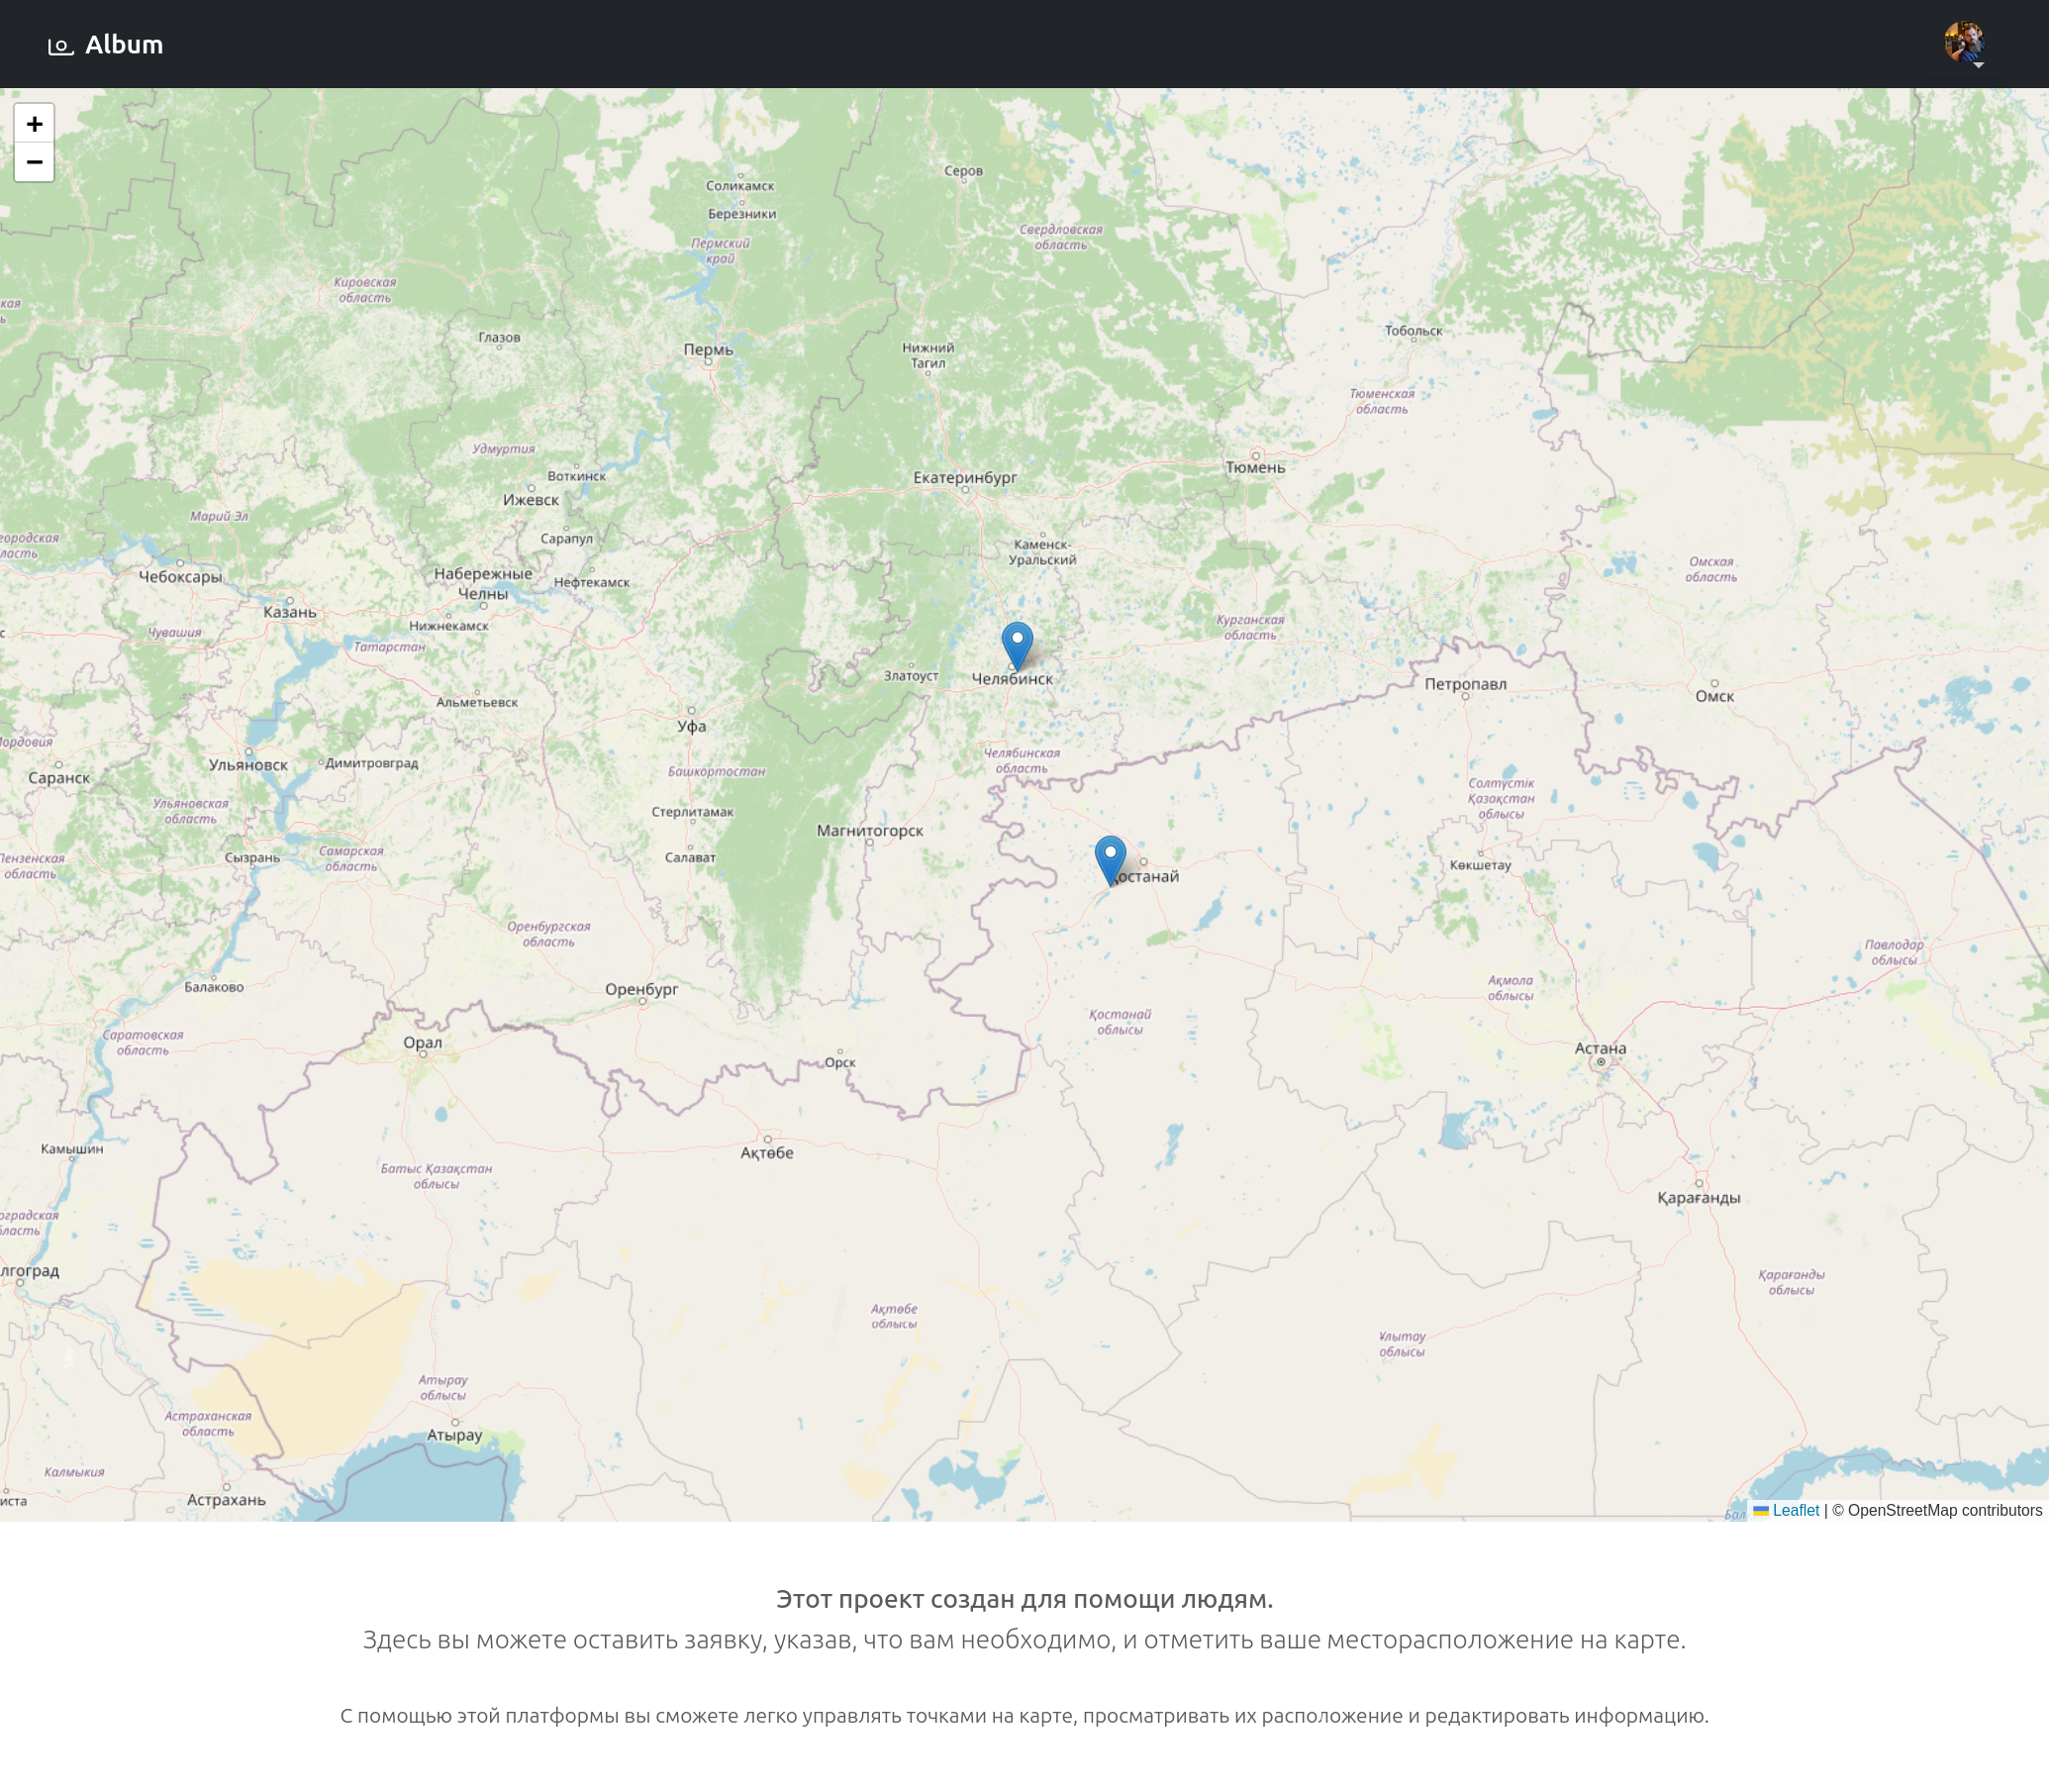 Album
+
−
Серов
Соликамск
Березники
Свердловская
область
Пермский
край
Кировская
область
Тобольск
Глазов
Пермь
Нижний
Тагил
Тюменская
область
Удмуртия
Тюмень
Воткинск
Екатеринбург
Ижевск
Марий Эл
Сарапул
Каменск-
Уральский
Омская
область
Чебоксары
Набережные
Челны
Нефтекамск
Казань
Нижнекамск
Курганская
область
Чувашия
Татарстан
Златоуст
Челябинск
Петропавл
Омск
Альметьевск
Уфа
Челябинская
область
Ульяновск
Димитровград
Саранск
Башкортостан
Солтүстік
Қазақстан
облысы
Ульяновская
область
Стерлитамак
Магнитогорск
Сызрань
Самарская
область
Салават
Көкшетау
останай
Оренбургская
область
Павлодар
облысы
Балаково
Оренбург
Ақмола
облысы
Қостанай
облысы
Саратовская
область
Орал
Орск
Астана
Камышин
Ақтөбе
Батыс Қазақстан
облысы
Қарағанды
лгоград
Қарағанды
облысы
Ақтөбе
облысы
Ұлытау
облысы
Атырау
облысы
Астраханская
область
Атырау
Калмыкия
Астрахань
Leaflet | © OpenStreetMap contributors
Этот проект создан для помощи людям.
Здесь вы можете оставить заявку, указав, что вам необходимо, и отметить ваше месторасположение на карте.
С помощью этой платформы вы сможете легко управлять точками на карте, просматривать их расположение и редактировать информацию.